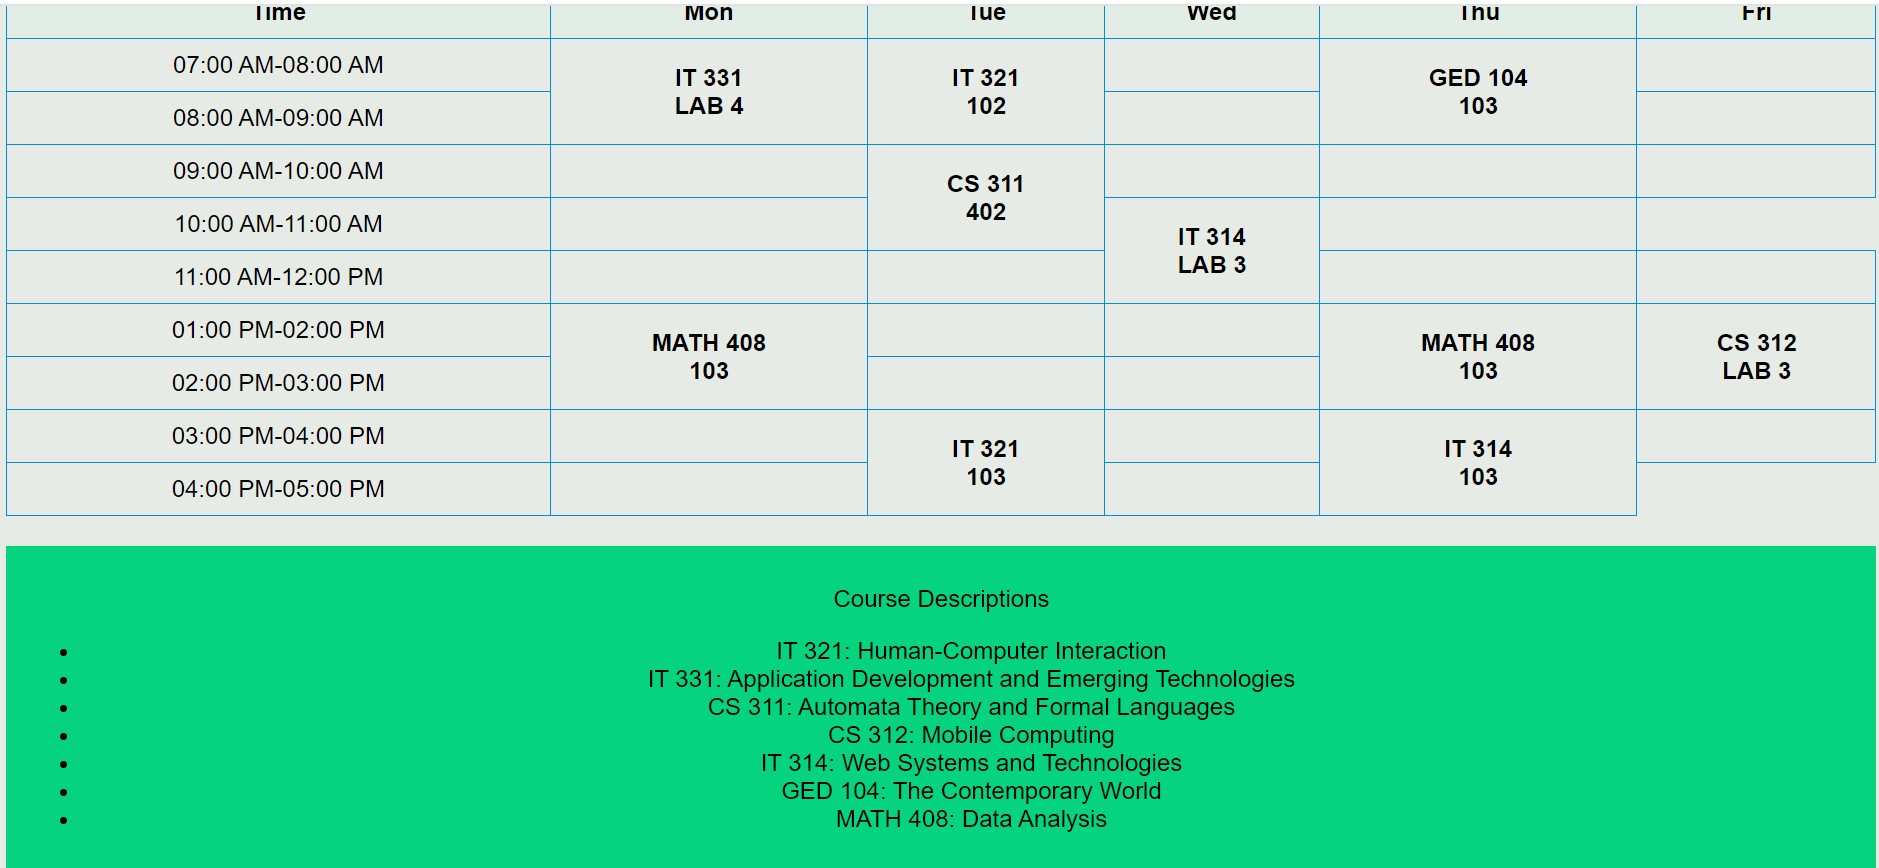 Time Mon Tue Wed Thu Fri
07:00 AM-08:00 AM
IT 331 IT 321 GED 104
LAB 4 102 103
08:00 AM-09:00 AM
09:00 AM-10:00 AM
CS 311
402
10:00 AM-11:00 AM
IT 314
LAB 3
11:00 AM-12:00 PM
01:00 PM-02:00 PM
MATH 408 MATH 408 CS 312
103 103 LAB 3
02:00 PM-03:00 PM
03:00 PM-04:00 PM
IT 321 IT 314
103 103
04:00 PM-05:00 PM
Course Descriptions
• IT 321: Human-Computer Interaction
• IT 331: Application Development and Emerging Technologies
• CS 311: Automata Theory and Formal Languages
• CS 312: Mobile Computing
• IT 314: Web Systems and Technologies
• GED 104: The Contemporary World
• MATH 408: Data Analysis